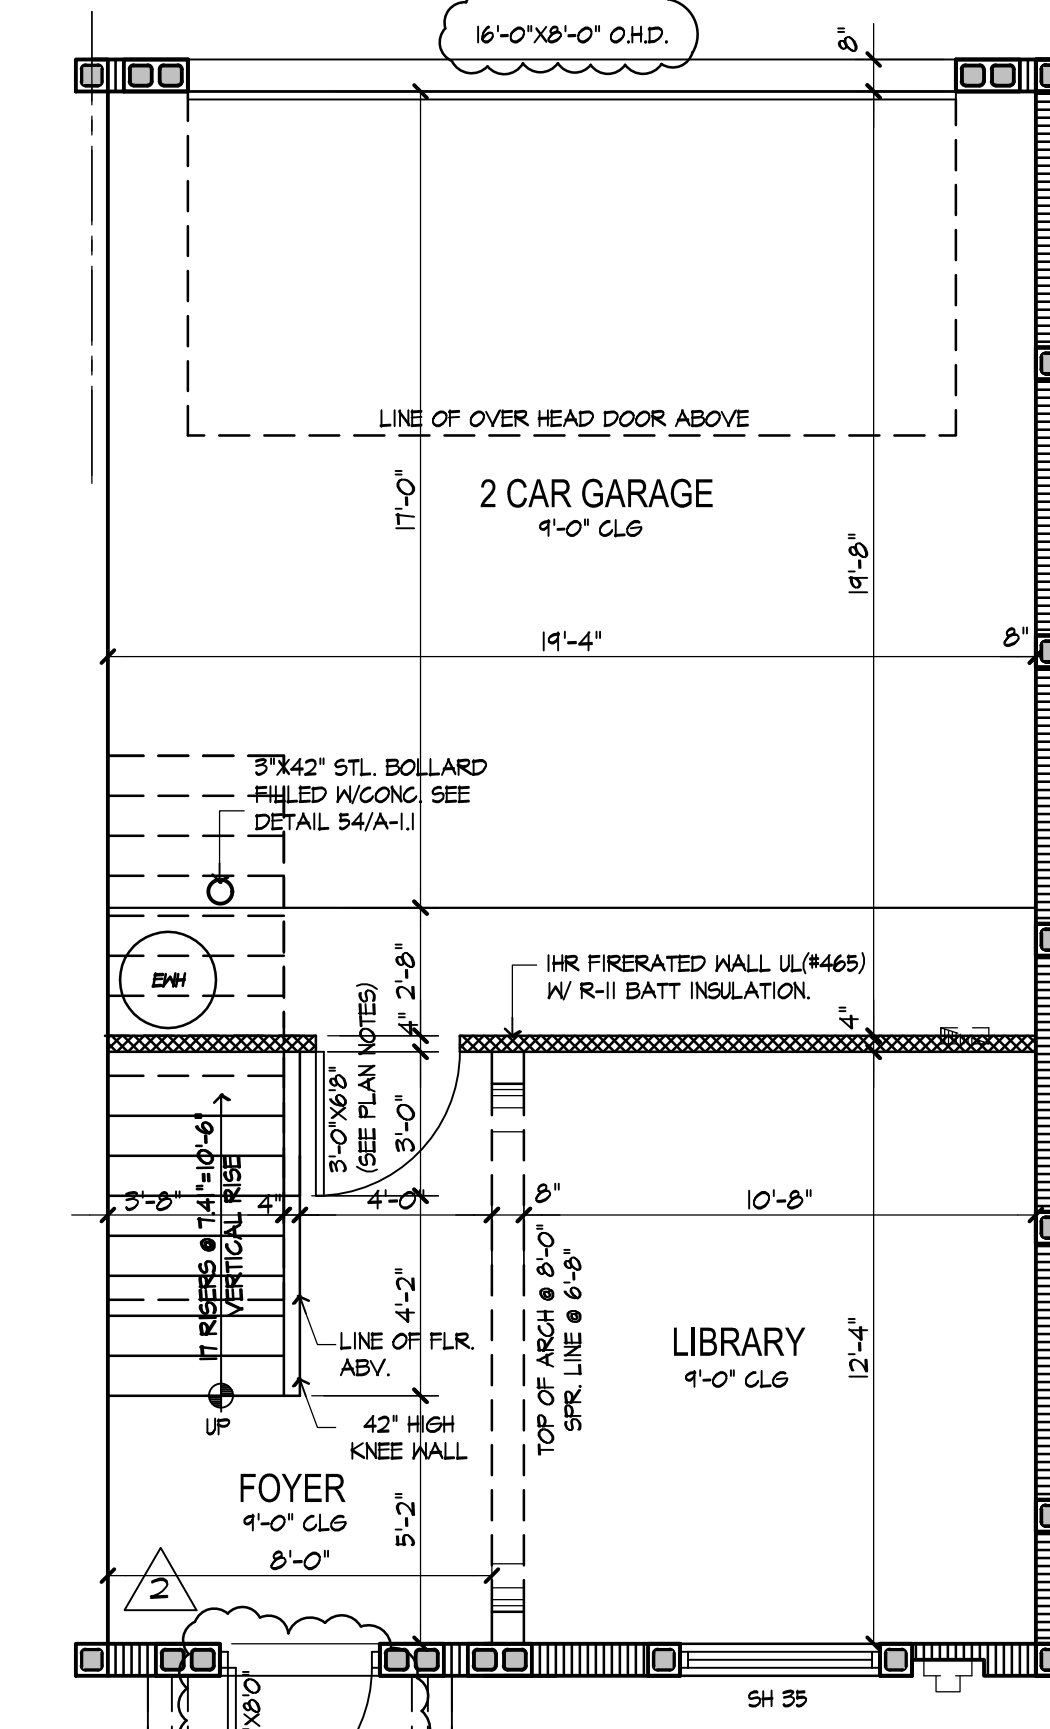 16'-0"X8'-0" O.H.D.
8"
LINE OF OVER HEAD DOOR ABOVE
17'-0"
2 CAR GARAGE
9'-0" CLG
19'-8"
19'-4"
8"
3"X42" STL. BOLLARD
FILLED W/CONC. SEE
DETAIL 54/A-1.1
EWH
2'-8"
4"
1HR FIRERATED WALL UL(#465)
W/ R-11 BATT INSULATION.
4"
3'-0"X6'8"
(SEE PLAN NOTES)
3'-0"
17 RISERS @ 7.4"=10'-6"
VERTICAL RISE
3'-8"
4"
4'-0"
8"
10'-8"
4'-2"
TOP OF ARCH @ 8'-0"
SPR. LINE @ 6'-8"
LINE OF FLR.
ABV.
LIBRARY
9'-0" CLG
12'-4"
UP
42" HIGH
KNEE WALL
FOYER
9'-0" CLG
5'-2"
8'-0"
2
X8'0"
SH 35